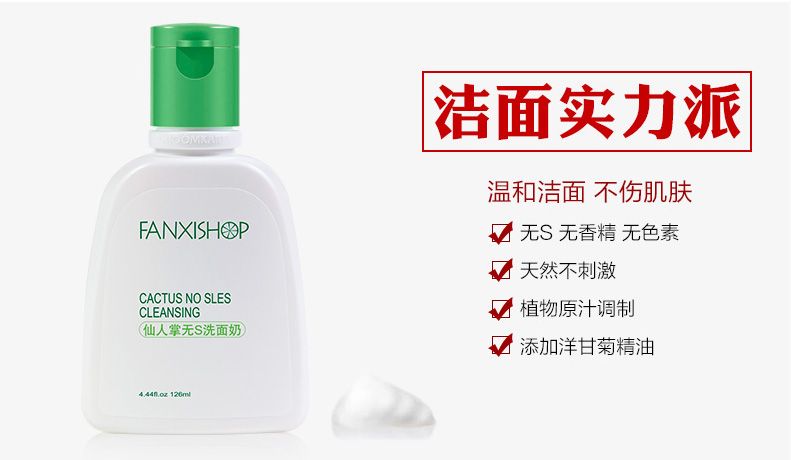 FANXISHOP
CACTUS NO SLES
CLEANSING
仙人掌无S洗面奶
4.44fl.oz 126ml
洁面实力派
温和洁面 不伤肌肤
无S 无香精 无色素
天然不刺激
植物原汁调制
添加洋甘菊精油